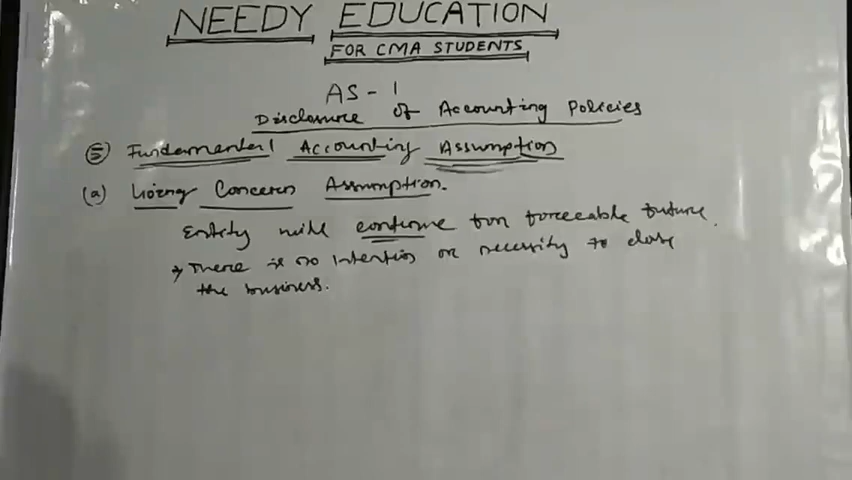 NEEDY EDUCATION
FOR CMA STUDENTS
AS - 1
Disclosure of Accounting Policies
⑤ Fundamental Accounting Assumption
(a) Going Concern Assumption.
Entity will continue for forceable future.
→ There is no Intention or necessity to close
the business.